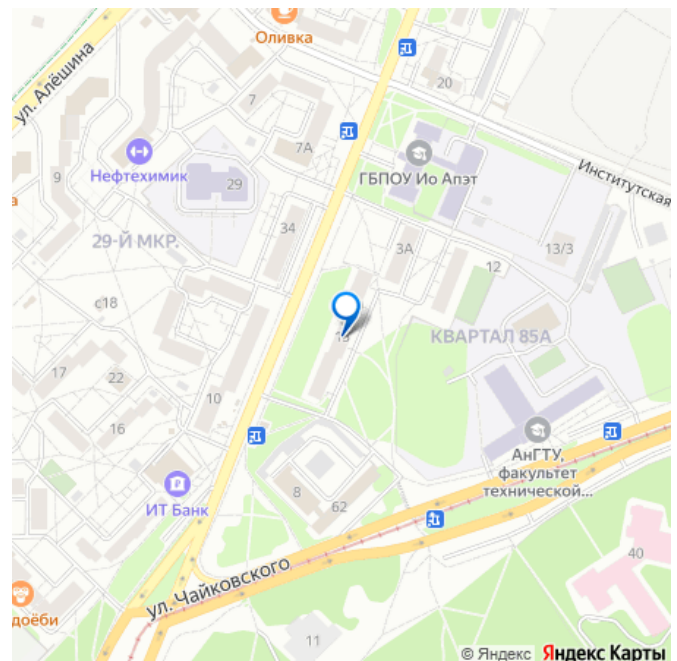 Оливка
ул. Алёшина
20
7
7А
Нефтехимик
9
29
ГБПОУ Ио Апэт
Институтская
34
3А
13/3
29-Й МКР.
12
с18
13
КВАРТАЛ 85А
17
22
10
16
АнГТУ,
факультет
технической...
ИТ Банк
8
62
ул. Чайковского
40
доёби
11
© Яндекс Яндекс Карты